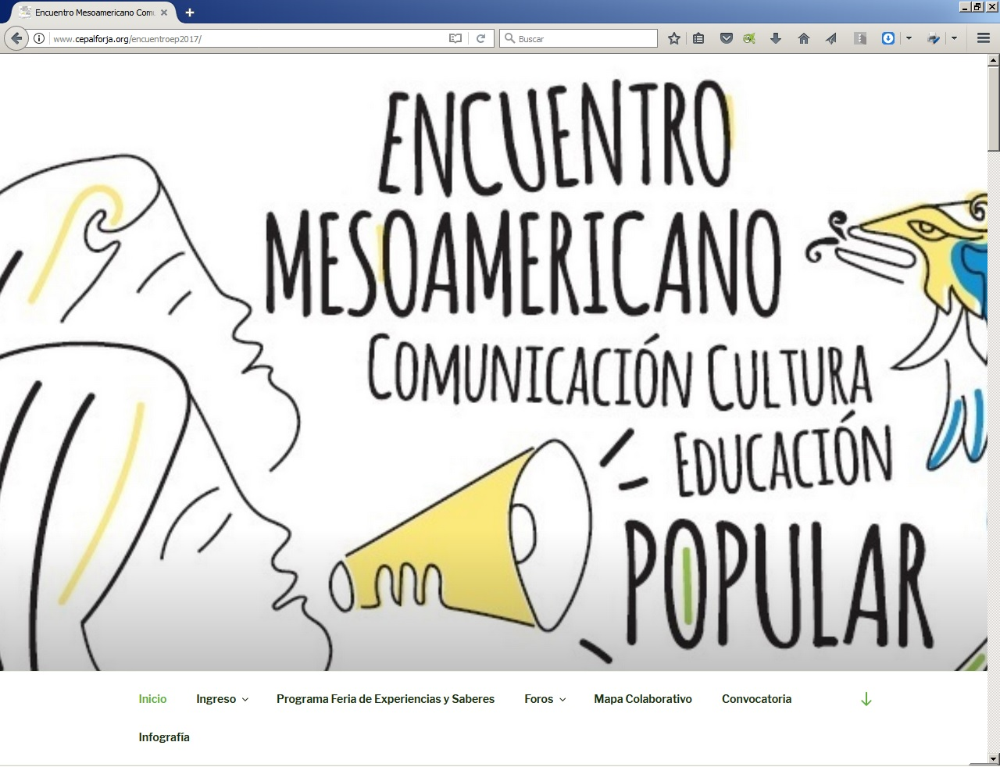 Encuentro Mesoamericano Com
www.cepalforja.org/encuentroep2017/
Buscar
ENCUENTRO
MESOAMERICANO
COMUNICACIÓN CULTURA
EDUCACIÓN
POPULAR
Inicio Ingreso Programa Feria de Experiencias y Saberes Foros Mapa Colaborativo Convocatoria
Infografía